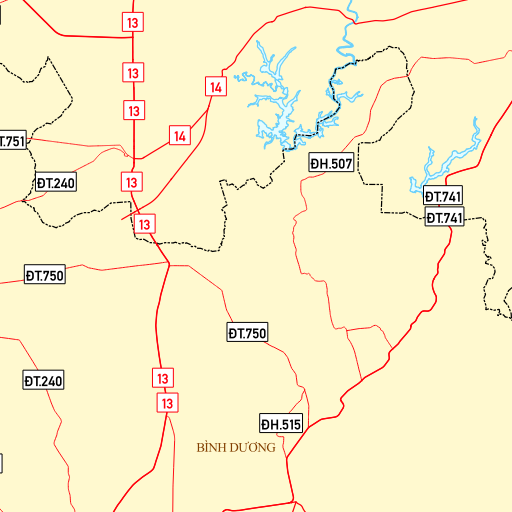 13
13
14
13
14
ĐT.751
ĐH.507
ĐT.240
13
ĐT.741
ĐT.741
13
ĐT.750
ĐT.750
ĐT.240
13
13
ĐH.515
BÌNH DƯƠNG